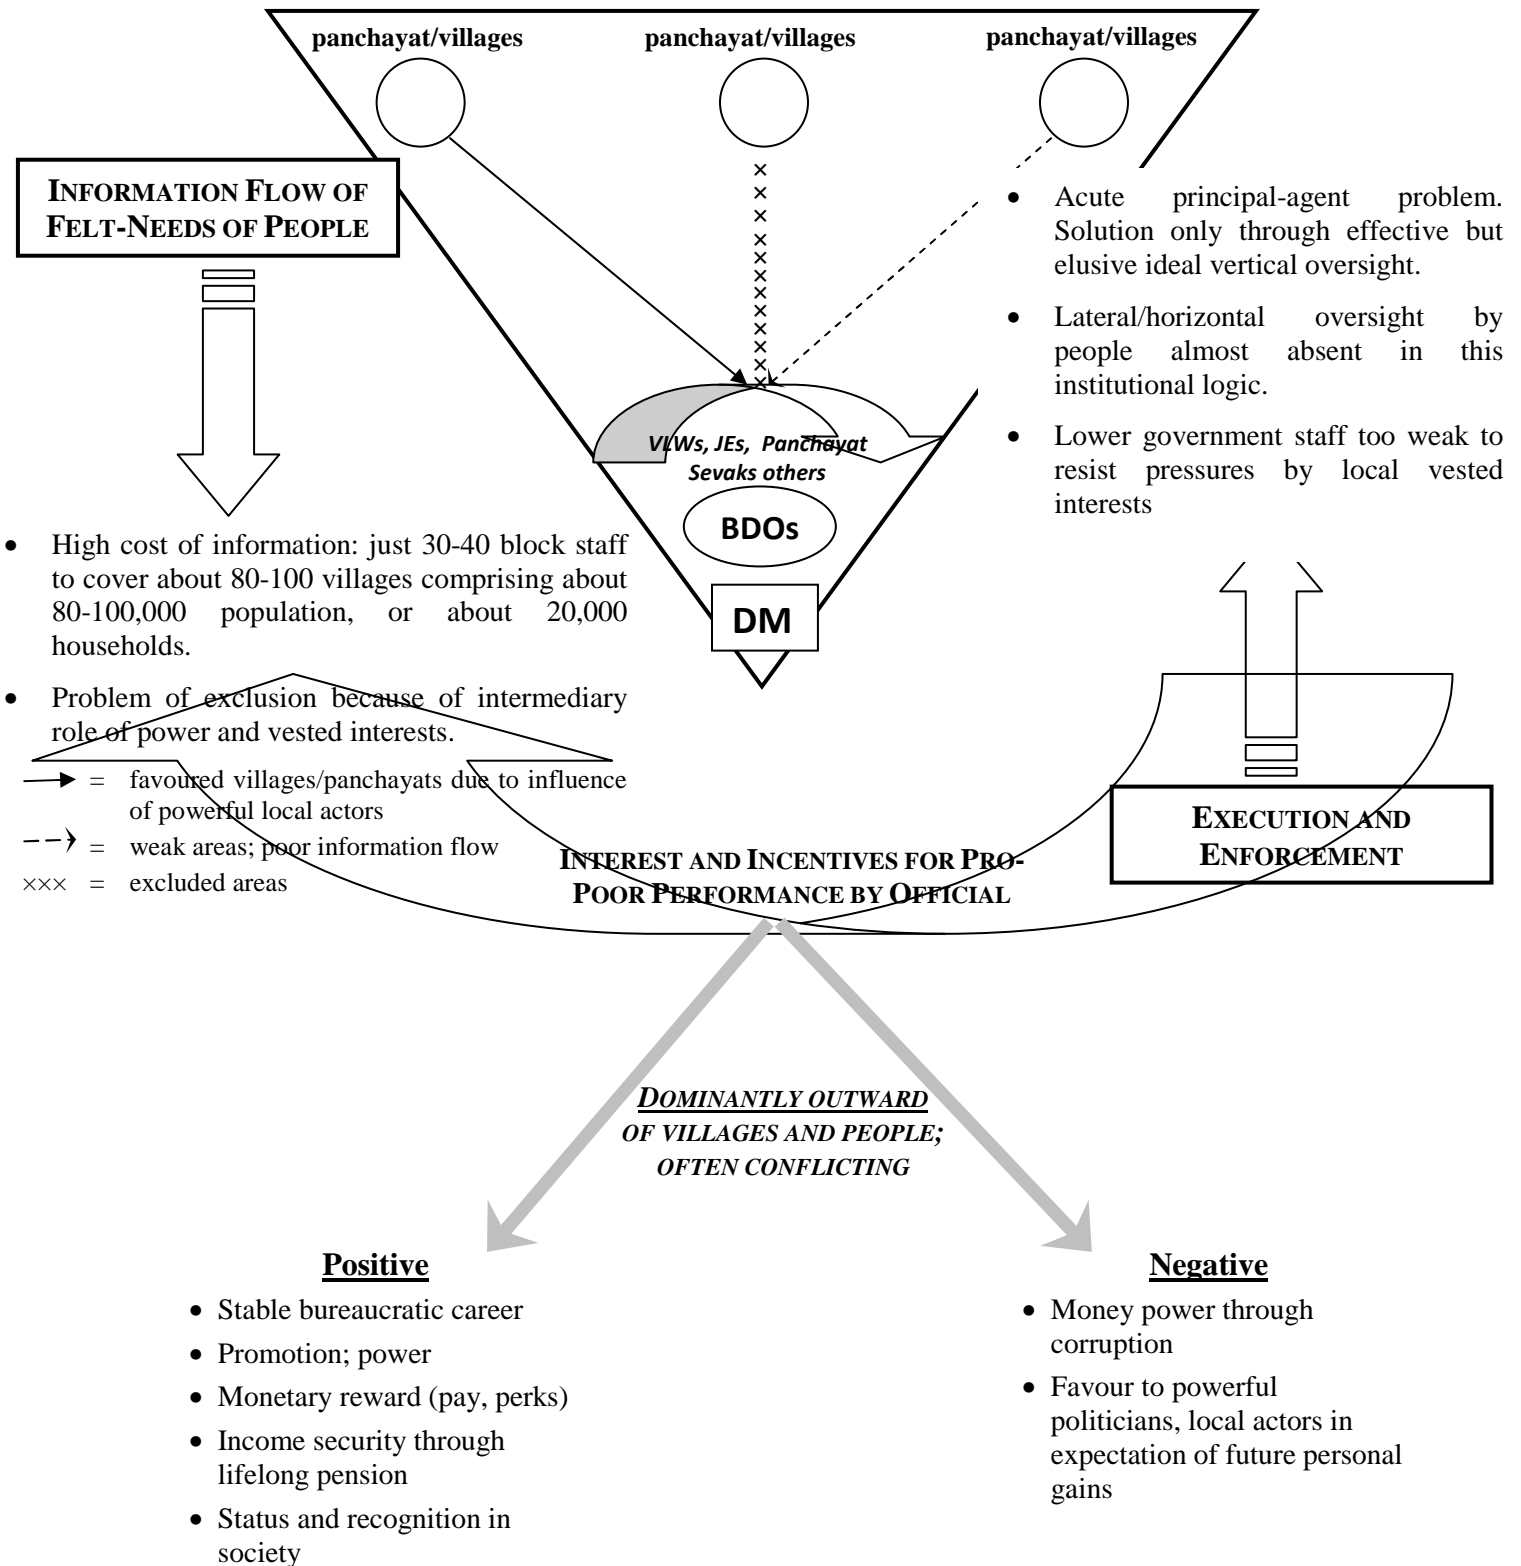 panchayat/villages
panchayat/villages
panchayat/villages
INFORMATION FLOW OF
FELT-NEEDS OF PEOPLE
• Acute principal-agent problem.
Solution only through effective but
elusive ideal vertical oversight.
• Lateral/horizontal oversight by
people almost absent in this
institutional logic.
• Lower government staff too weak to
resist pressures by local vested
interests
× × × × × × × × × × × ×
VLWs, JEs, Panchayat
Sevaks others
BDOs
DM
• High cost of information: just 30-40 block staff
to cover about 80-100 villages comprising about
80-100,000 population, or about 20,000
households.
• Problem of exclusion because of intermediary
role of power and vested interests.
= favoured villages/panchayats due to influence
of powerful local actors
= weak areas; poor information flow
××× = excluded areas
EXECUTION AND
ENFORCEMENT
INTEREST AND INCENTIVES FOR PRO-
POOR PERFORMANCE BY OFFICIAL
DOMINANTLY OUTWARD
OF VILLAGES AND PEOPLE;
OFTEN CONFLICTING
Positive
• Stable bureaucratic career
• Promotion; power
• Monetary reward (pay, perks)
• Income security through
lifelong pension
• Status and recognition in
society
Negative
• Money power through
corruption
• Favour to powerful
politicians, local actors in
expectation of future personal
gains